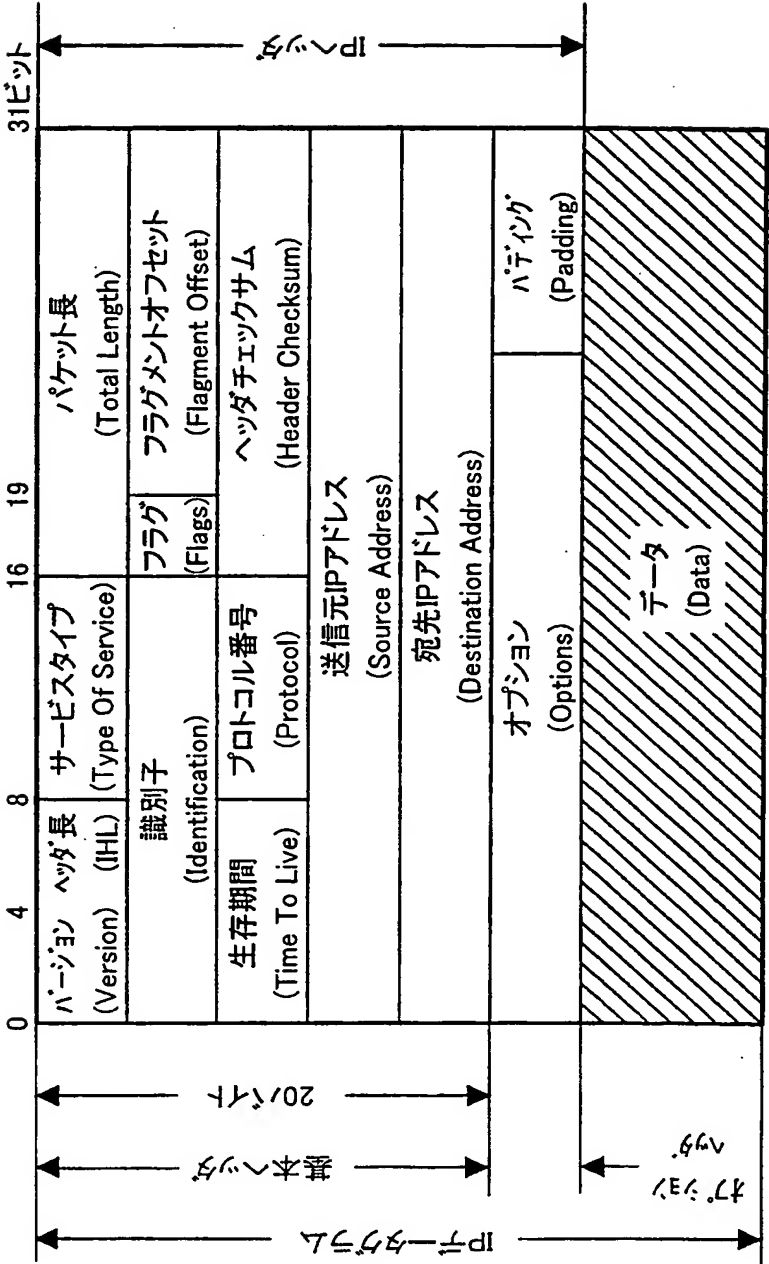 0 4 8 16 19 31ビット
バージョン ヘッダ長 サービスタイプ パケット長
(Version) (IHL) (Type Of Service) (Total Length)
識別子 フラグ フラグメントオフセット
(Identification) (Flags) (Flagment Offset)
生存期間 プロトコル番号 ヘッダチェックサム
(Time To Live) (Protocol) (Header Checksum)
送信元IPアドレス
(Source Address)
宛先IPアドレス
(Destination Address)
オプション パディング
(Options) (Padding)
データ
(Data)
IPヘッダ
20バイト
基本ヘッダ
オプション
ヘッダ
IPデータグラム